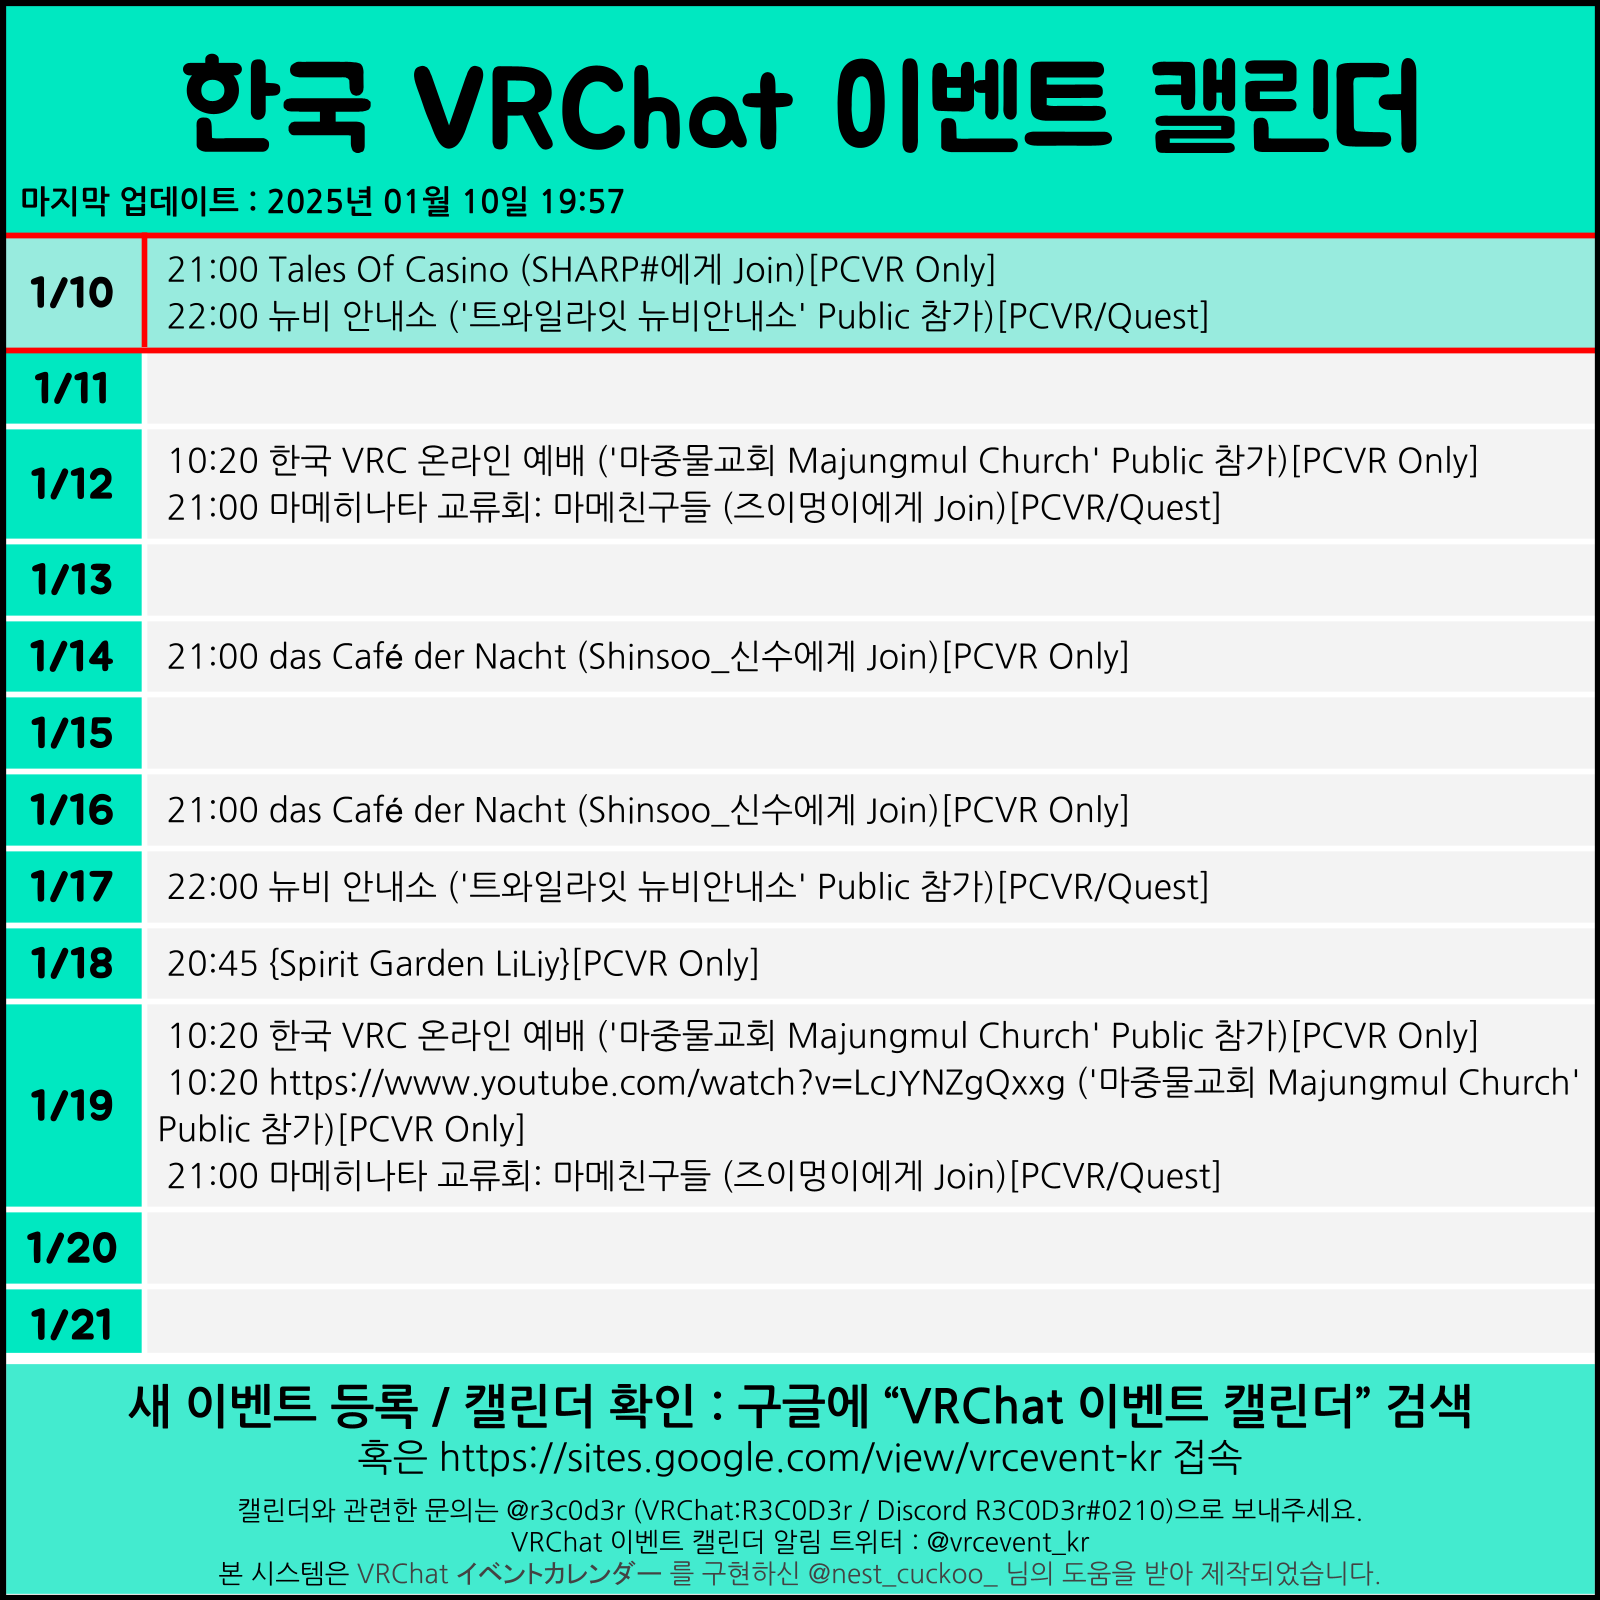 한국 VRChat 이벤트 캘린더
마지막 업데이트 : 2025년 01월 10일 19:57
1/10
21:00 Tales Of Casino (SHARP#에게 Join)[PCVR Only]
22:00 뉴비 안내소 ('트와일라잇 뉴비안내소' Public 참가)[PCVR/Quest]
1/11
1/12
10:20 한국 VRC 온라인 예배 ('마중물교회 Majungmul Church' Public 참가)[PCVR Only]
21:00 마메히나타 교류회: 마메친구들 (즈이멍이에게 Join)[PCVR/Quest]
1/13
1/14
21:00 das Café der Nacht (Shinsoo_신수에게 Join)[PCVR Only]
1/15
1/16
21:00 das Café der Nacht (Shinsoo_신수에게 Join)[PCVR Only]
1/17
22:00 뉴비 안내소 ('트와일라잇 뉴비안내소' Public 참가)[PCVR/Quest]
1/18
20:45 {Spirit Garden LiLiy}[PCVR Only]
1/19
10:20 한국 VRC 온라인 예배 ('마중물교회 Majungmul Church' Public 참가)[PCVR Only]
10:20 https://www.youtube.com/watch?v=LcJYNZgQxxg ('마중물교회 Majungmul Church'
Public 참가)[PCVR Only]
21:00 마메히나타 교류회: 마메친구들 (즈이멍이에게 Join)[PCVR/Quest]
1/20
1/21
새 이벤트 등록 / 캘린더 확인 : 구글에 “VRChat 이벤트 캘린더” 검색
혹은 https://sites.google.com/view/vrcevent-kr 접속
캘린더와 관련한 문의는 @r3c0d3r (VRChat:R3C0D3r / Discord R3C0D3r#0210)으로 보내주세요.
VRChat 이벤트 캘린더 알림 트위터 : @vrcevent_kr
본 시스템은 VRChat イベントカレンダー 를 구현하신 @nest_cuckoo_ 님의 도움을 받아 제작되었습니다.